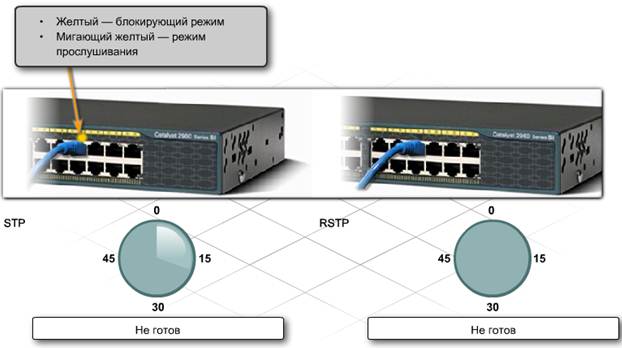 • Желтый — блокирующий режим
• Мигающий желтый — режим
прослушивания
Catalyst 2960 Series SI
Catalyst 2960 Series SI
STP
0
15
30
45
RSTP
0
15
30
45
Не готов
Не готов